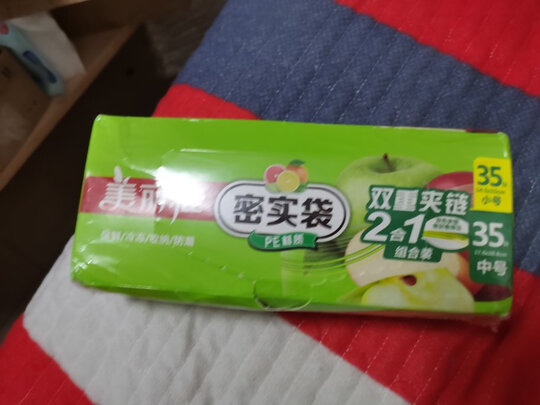 美丽
保鲜/冷冻/收纳/防潮
密实袋
PE材质
双重夹链
2合1
组合装
35
小号
35
中号